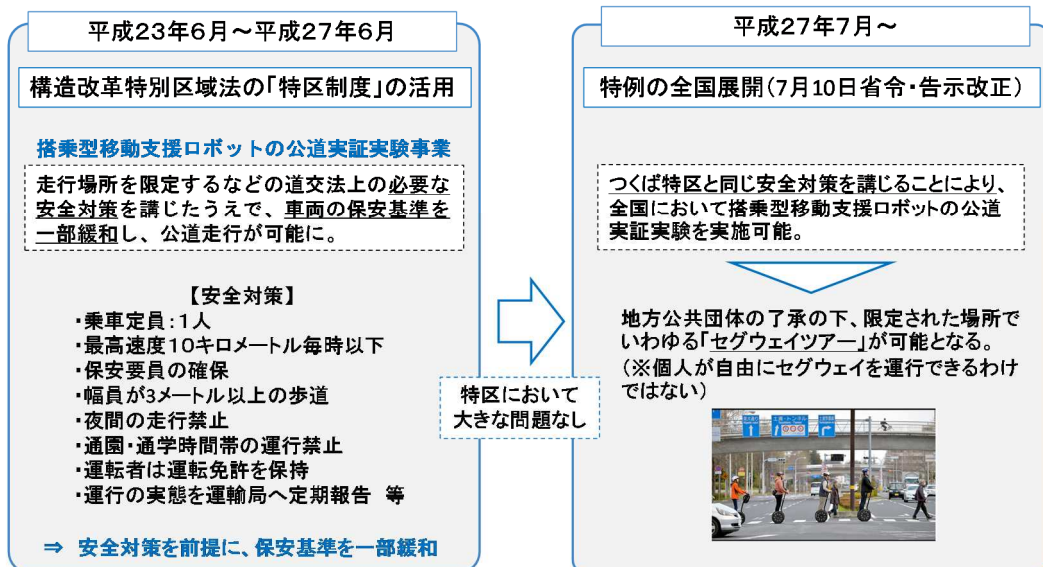 平成23年6月～平成27年6月
構造改革特別区域法の「特区制度」の活用
搭乗型移動支援ロボットの公道実証実験事業
走行場所を限定するなどの道交法上の必要な
安全対策を講じたうえで、車両の保安基準を
一部緩和し、公道走行が可能に。
【安全対策】
・乗車定員：1人
・最高速度10キロメートル毎時以下
・保安要員の確保
・幅員が3メートル以上の歩道
・夜間の走行禁止
・通園・通学時間帯の運行禁止
・運転者は運転免許を保持
・運行の実態を運輸局へ定期報告 等
⇒ 安全対策を前提に、保安基準を一部緩和
特区において
大きな問題なし
平成27年7月～
特例の全国展開（7月10日省令・告示改正）
つくば特区と同じ安全対策を講じることにより、
全国において搭乗型移動支援ロボットの公道
実証実験を実施可能。
地方公共団体の了承の下、限定された場所で
いわゆる「セグウェイツアー」が可能となる。
（※個人が自由にセグウェイを運行できるわけ
ではない）